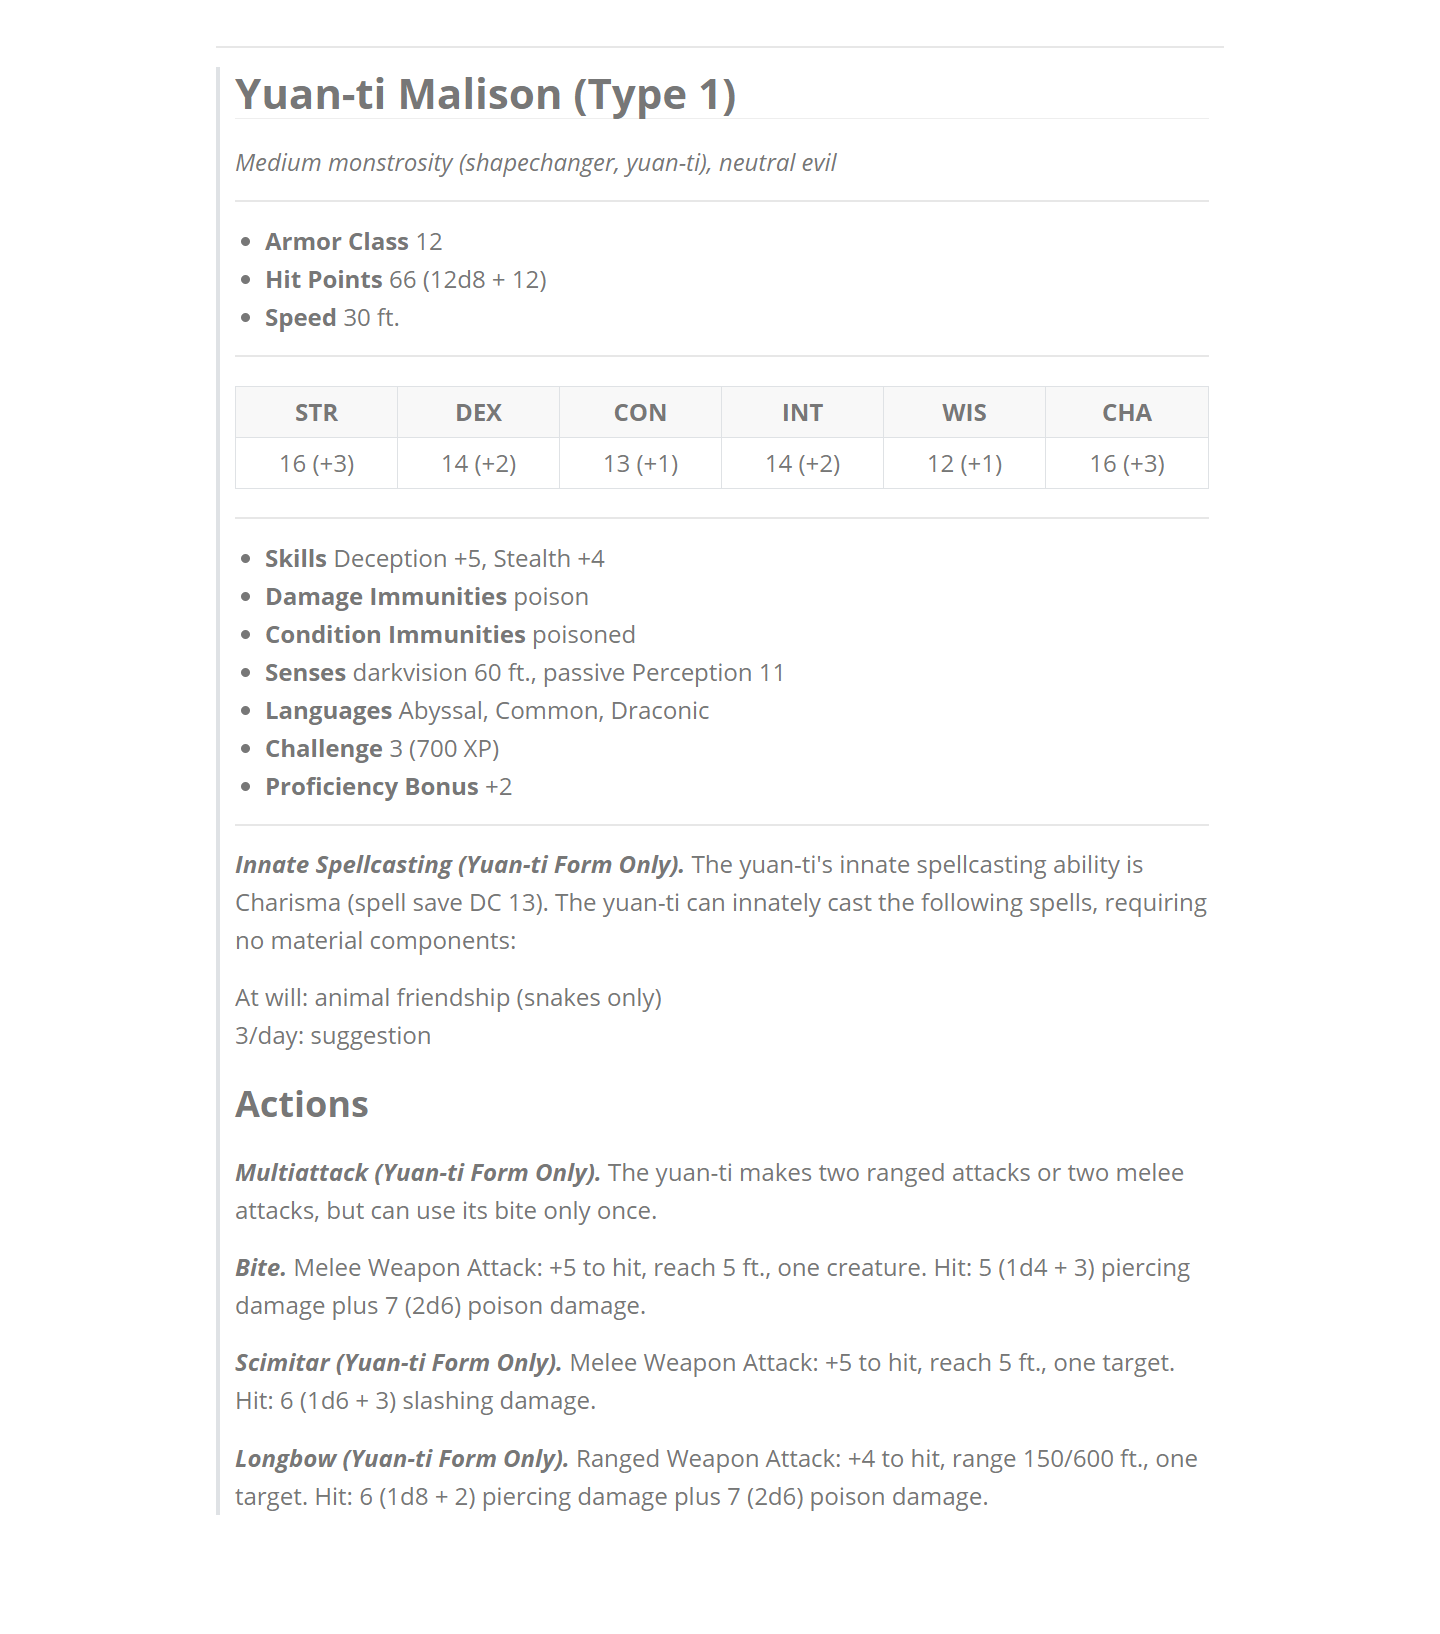 Yuan-ti Malison (Type 1)
Medium monstrosity (shapechanger, yuan-ti), neutral evil
Armor Class 12
Hit Points 66 (12d8 + 12)
Speed 30 ft.
STR DEX CON INT WIS CHA
16 (+3) 14 (+2) 13 (+1) 14 (+2) 12 (+1) 16 (+3)
Skills Deception +5, Stealth +4
Damage Immunities poison
Condition Immunities poisoned
Senses darkvision 60 ft., passive Perception 11
Languages Abyssal, Common, Draconic
Challenge 3 (700 XP)
Proficiency Bonus +2
Innate Spellcasting (Yuan-ti Form Only). The yuan-ti's innate spellcasting ability is
Charisma (spell save DC 13). The yuan-ti can innately cast the following spells, requiring
no material components:
At will: animal friendship (snakes only)
3/day: suggestion
Actions
Multiattack (Yuan-ti Form Only). The yuan-ti makes two ranged attacks or two melee
attacks, but can use its bite only once.
Bite. Melee Weapon Attack: +5 to hit, reach 5 ft., one creature. Hit: 5 (1d4 + 3) piercing
damage plus 7 (2d6) poison damage.
Scimitar (Yuan-ti Form Only). Melee Weapon Attack: +5 to hit, reach 5 ft., one target.
Hit: 6 (1d6 + 3) slashing damage.
Longbow (Yuan-ti Form Only). Ranged Weapon Attack: +4 to hit, range 150/600 ft., one
target. Hit: 6 (1d8 + 2) piercing damage plus 7 (2d6) poison damage.